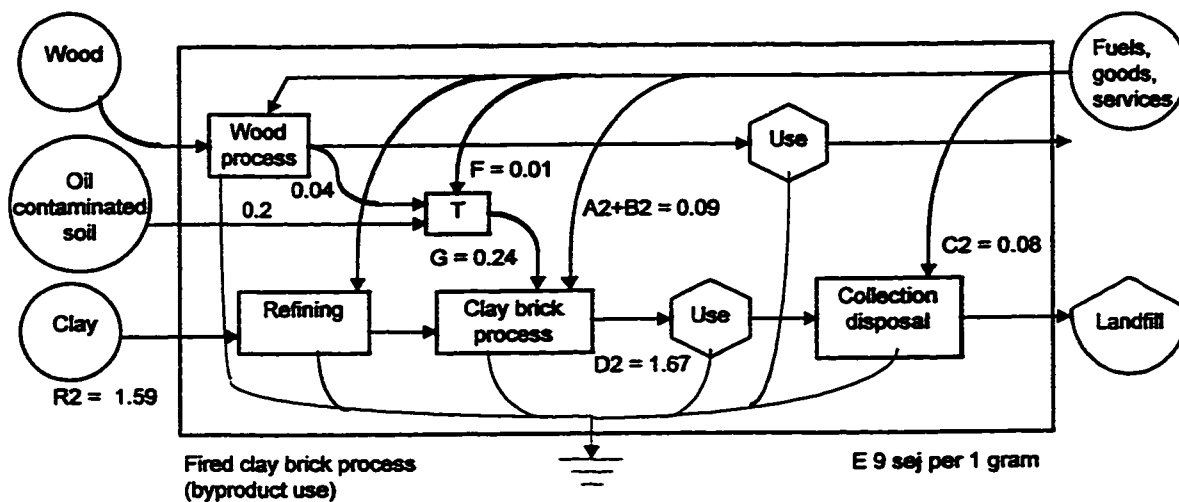 Wood
Fuels,
goods,
services
Wood
process
Use
Oil
contaminated
soil
0.04
F = 0.01
0.2
T
A2+B2 = 0.09
G = 0.24
C2 = 0.08
Clay
Refining
Clay brick
process
Use
Collection
disposal
Landfill
D2 = 1.67
R2 = 1.59
Fired clay brick process
(byproduct use)
E 9 sej per 1 gram